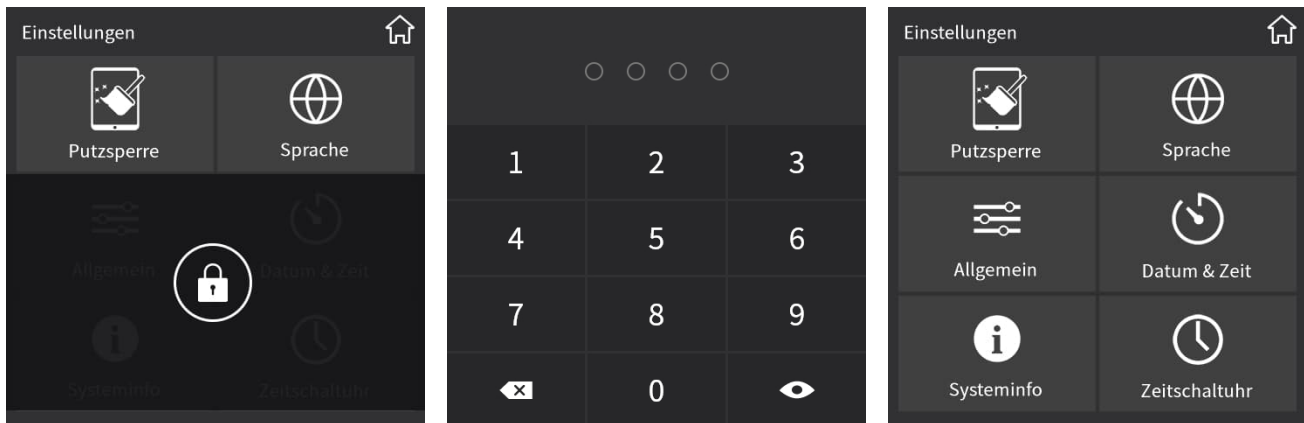 Einstellungen
Putzsperre Sprache
Allgemein Datum & Zeit
Systeminfo Zeitschaltuhr
1 2 3
4 5 6
7 8 9
0
Einstellungen
Putzsperre Sprache
Allgemein Datum & Zeit
Systeminfo Zeitschaltuhr